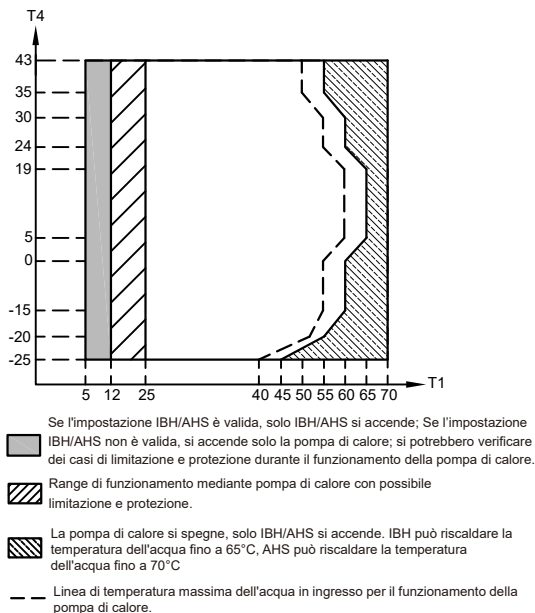 T4
43
35
30
24
19
5
0
-15
-20
-25
5 12 25 40 45 50 55 60 65 70 T1
Se l'impostazione IBH/AHS è valida, solo IBH/AHS si accende; Se l'impostazione
IBH/AHS non è valida, si accende solo la pompa di calore; si potrebbero verificare
dei casi di limitazione e protezione durante il funzionamento della pompa di calore.
Range di funzionamento mediante pompa di calore con possibile
limitazione e protezione.
La pompa di calore si spegne, solo IBH/AHS si accende. IBH può riscaldare la
temperatura dell'acqua fino a 65°C, AHS può riscaldare la temperatura
dell'acqua fino a 70°C
Linea di temperatura massima dell'acqua in ingresso per il funzionamento della
pompa di calore.